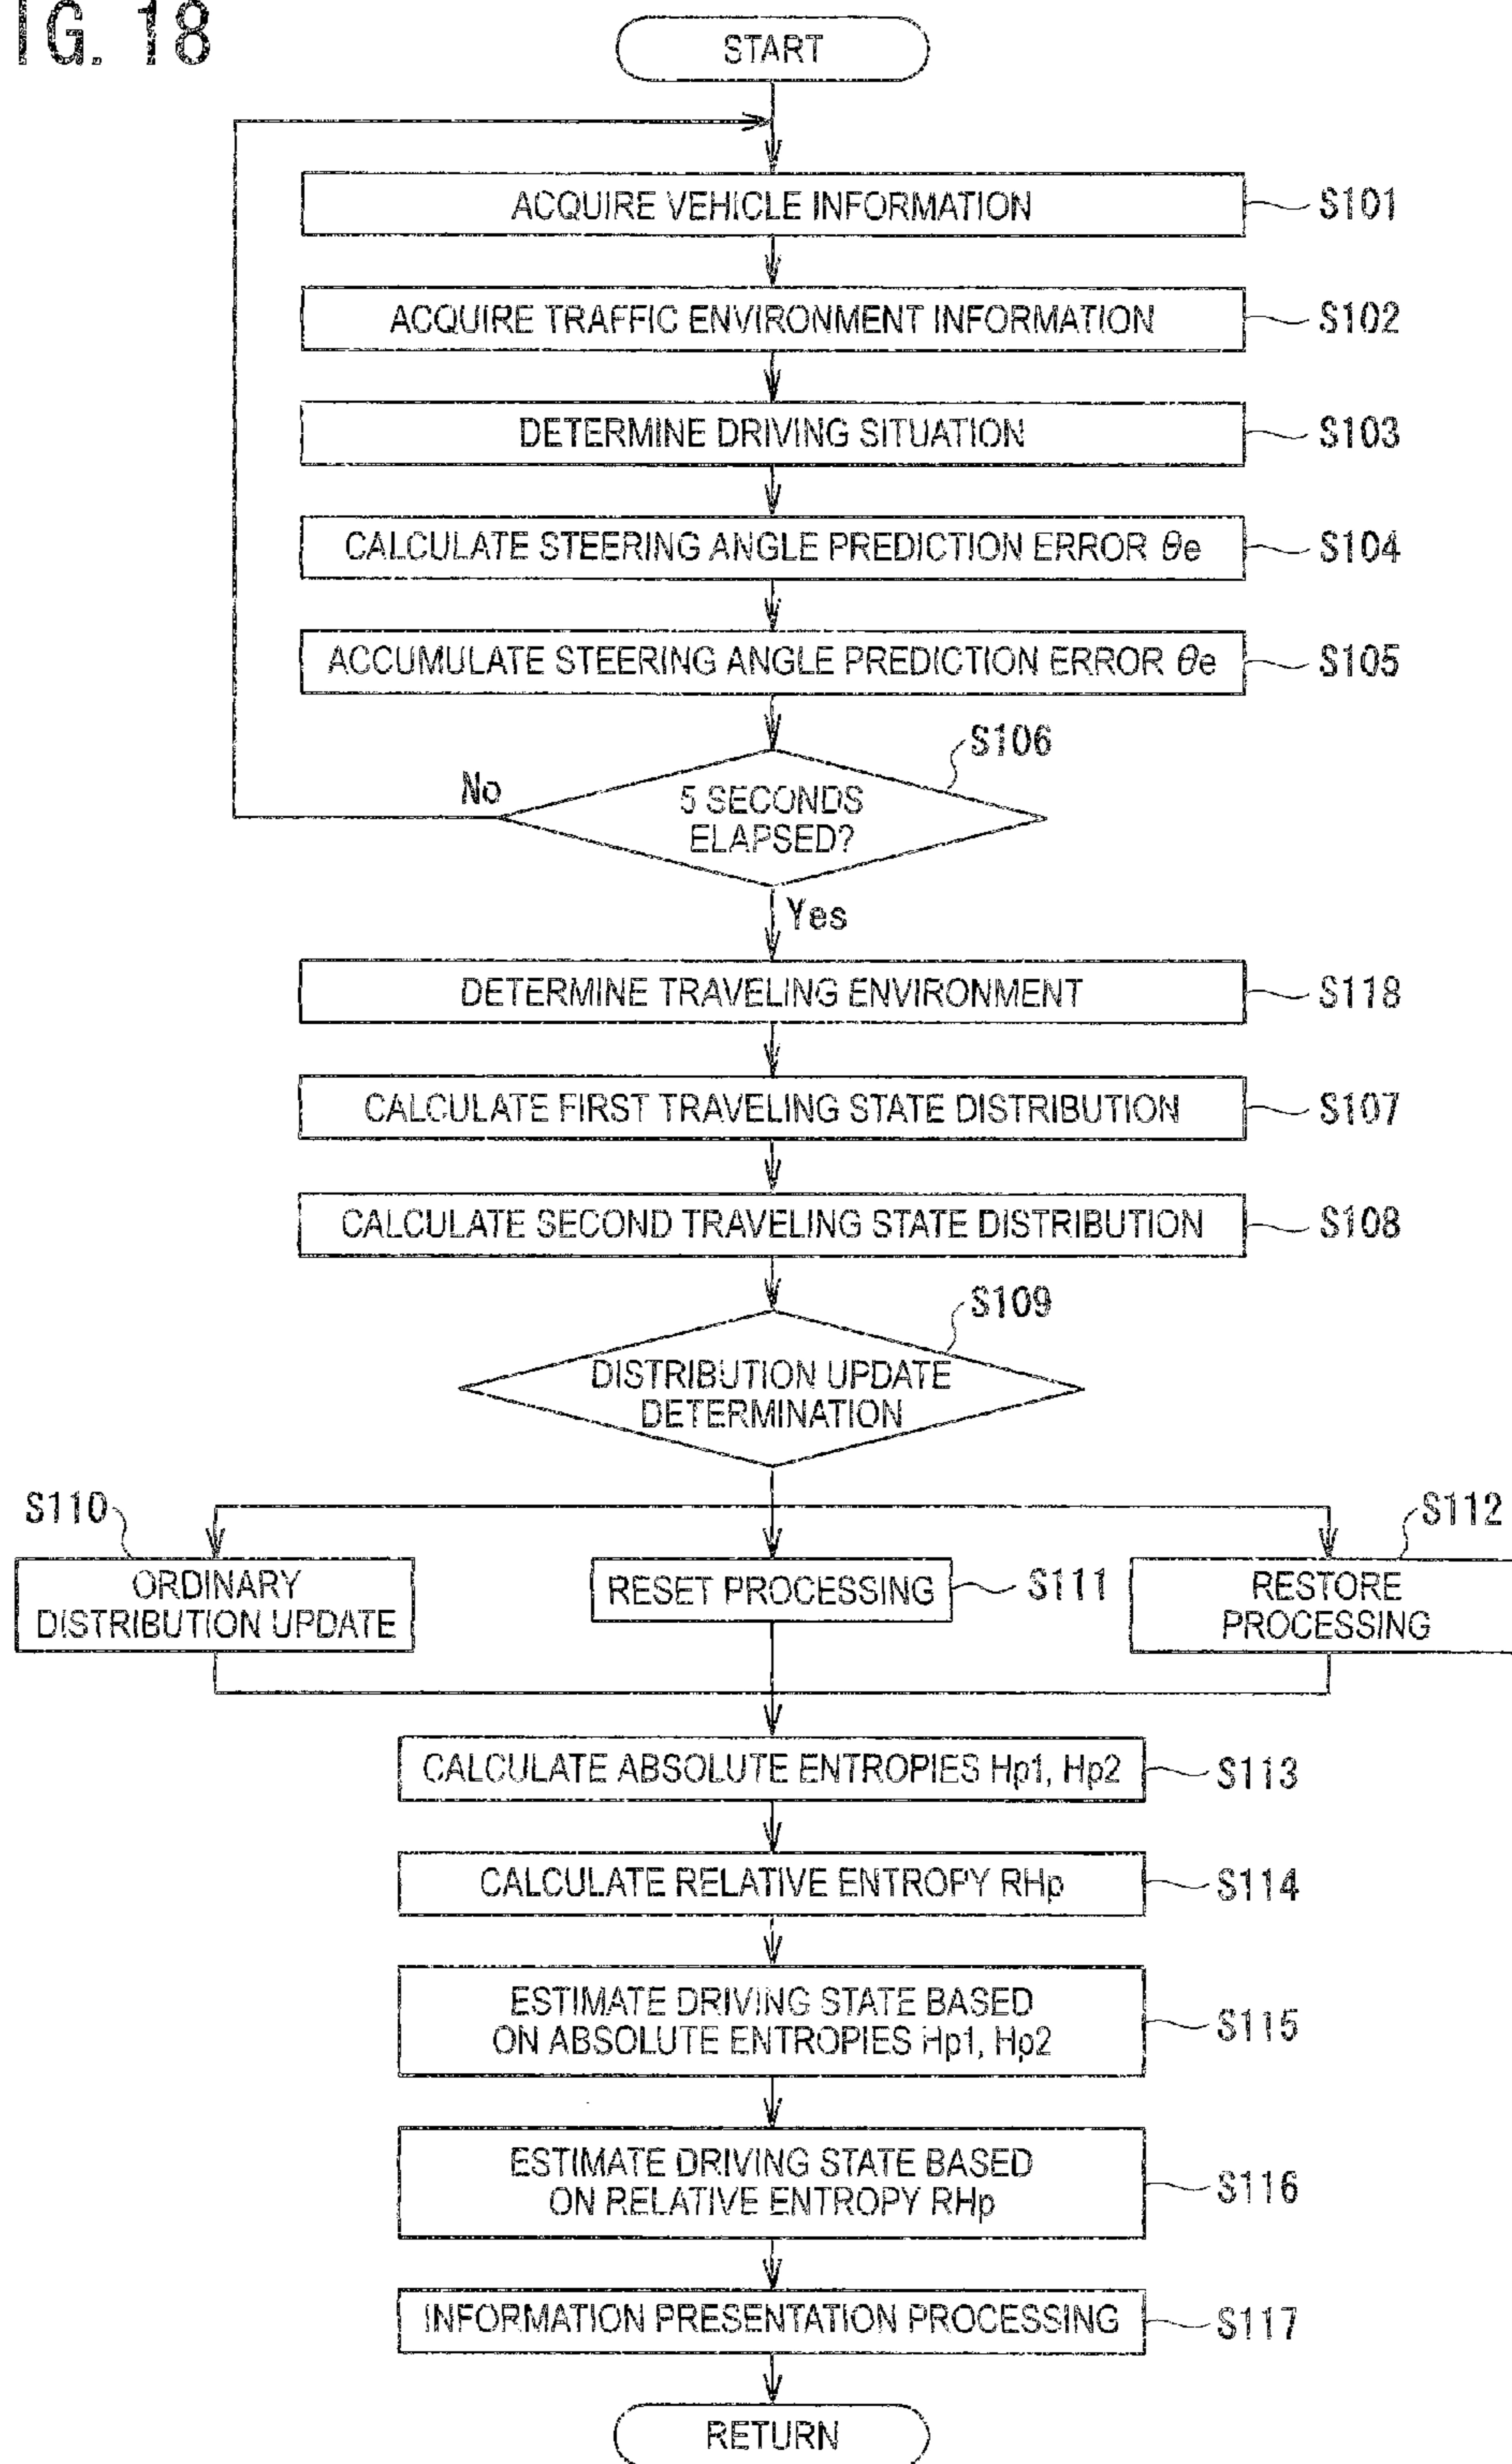 IG. 18
START
ACQUIRE VEHICLE INFORMATION
S101
ACQUIRE TRAFFIC ENVIRONMENT INFORMATION
S102
DETERMINE DRIVING SITUATION
S103
CALCULATE STEERING ANGLE PREDICTION ERROR θe
S104
ACCUMULATE STEERING ANGLE PREDICTION ERROR θe
S105
S106
No
5 SECONDS
ELAPSED?
Yes
DETERMINE TRAVELING ENVIRONMENT
S118
CALCULATE FIRST TRAVELING STATE DISTRIBUTION
S107
CALCULATE SECOND TRAVELING STATE DISTRIBUTION
S108
S109
DISTRIBUTION UPDATE
DETERMINATION
S110
ORDINARY
DISTRIBUTION UPDATE
RESET PROCESSING
S111
S112
RESTORE
PROCESSING
CALCULATE ABSOLUTE ENTROPIES Hp1, Hp2
S113
CALCULATE RELATIVE ENTROPY RHp
S114
ESTIMATE DRIVING STATE BASED
ON ABSOLUTE ENTROPIES Hp1, Hp2
S115
ESTIMATE DRIVING STATE BASED
ON RELATIVE ENTROPY RHp
S116
INFORMATION PRESENTATION PROCESSING
S117
RETURN